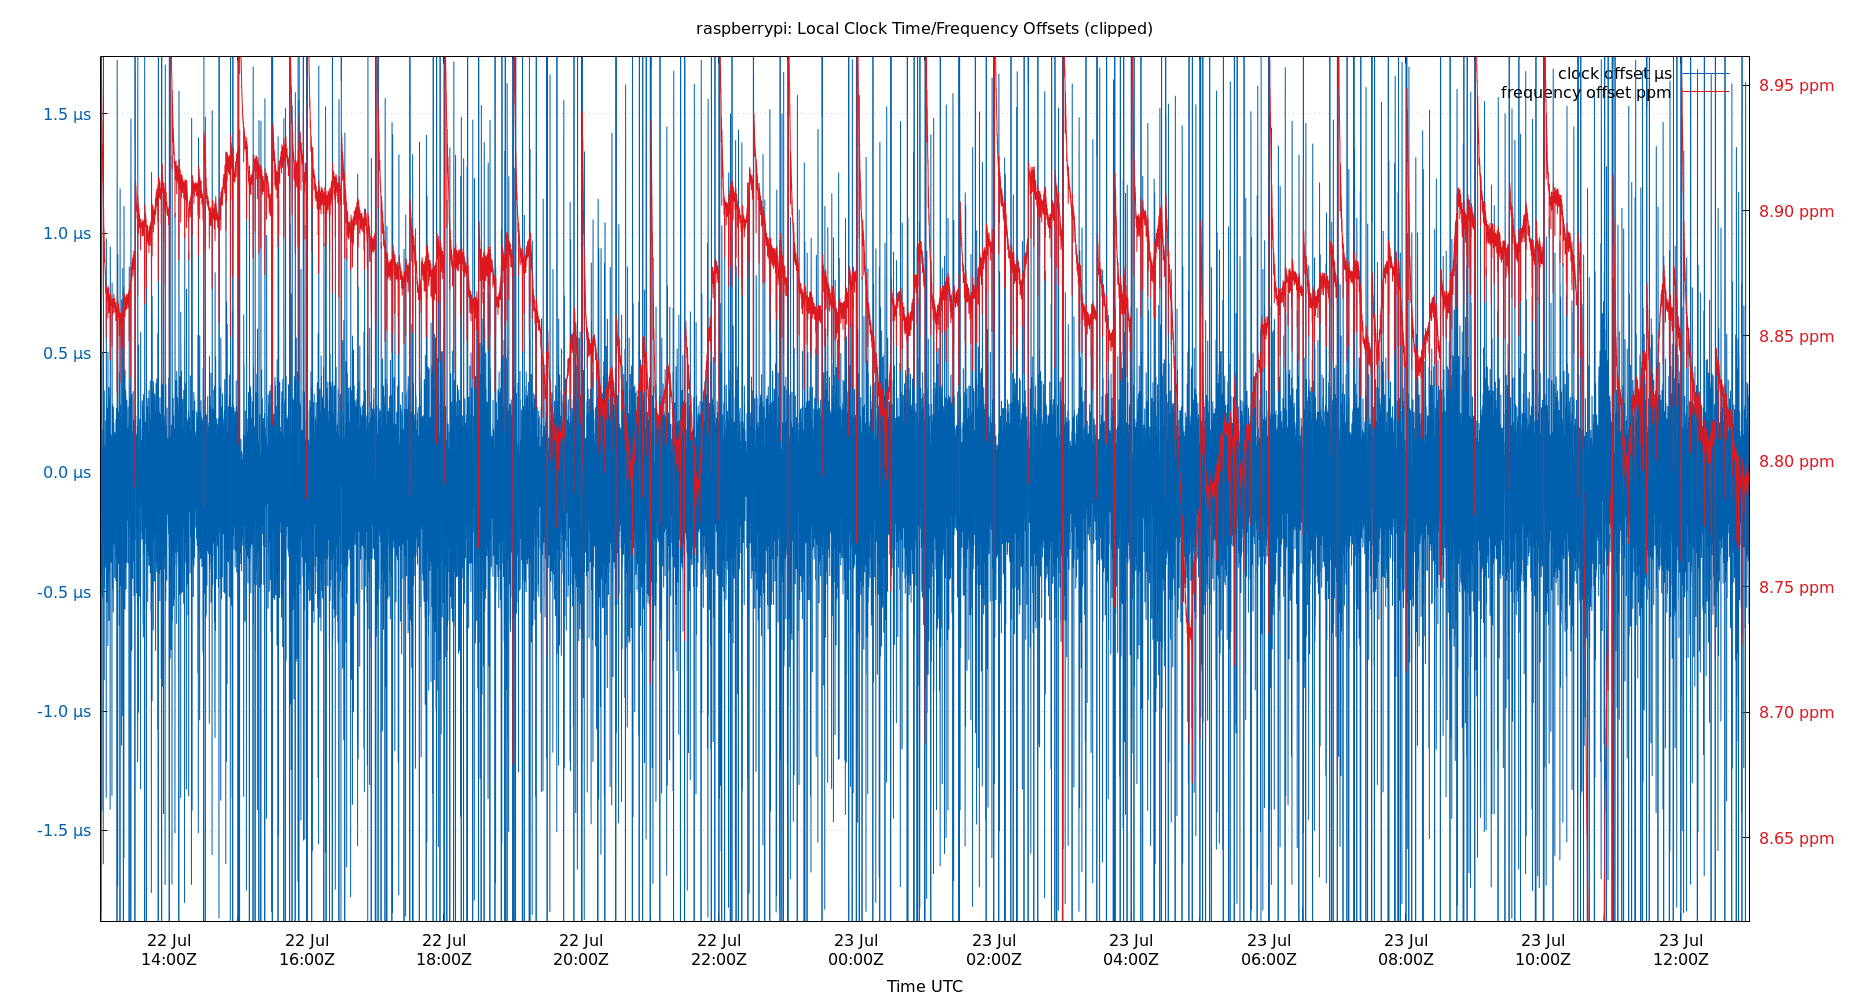 raspberrypi: Local Clock Time/Frequency Offsets (clipped)
clock offset µs
frequency offset ppm
1.5 µs
1.0 µs
0.5 µs
0.0 µs
-0.5 µs
-1.0 µs
-1.5 µs
8.95 ppm
8.90 ppm
8.85 ppm
8.80 ppm
8.75 ppm
8.70 ppm
8.65 ppm
22 Jul 22 Jul 22 Jul 22 Jul 22 Jul 23 Jul 23 Jul 23 Jul 23 Jul 23 Jul 23 Jul 23 Jul
14:00Z 16:00Z 18:00Z 20:00Z 22:00Z 00:00Z 02:00Z 04:00Z 06:00Z 08:00Z 10:00Z 12:00Z
Time UTC